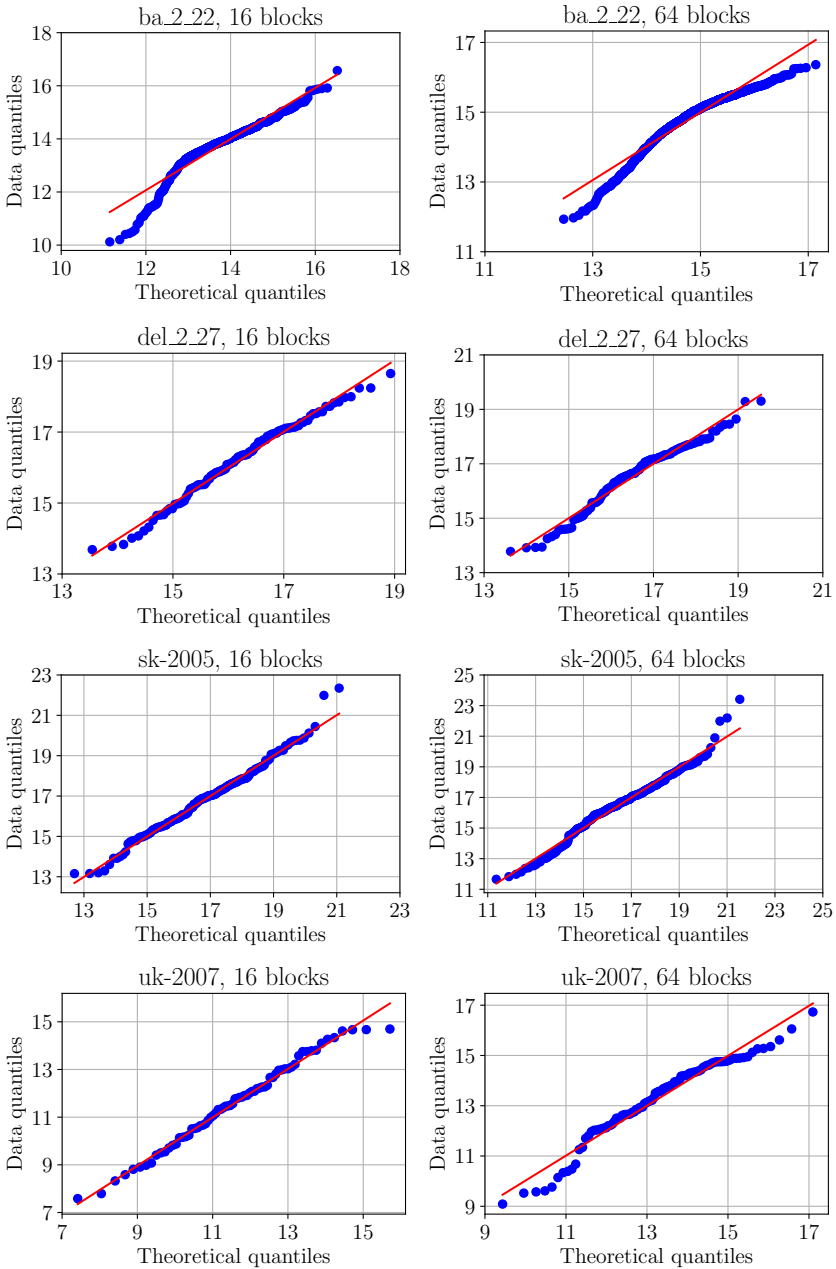 ba_2_22, 16 blocks
18
16
14
12
10
Data quantiles
10 12 14 16 18
Theoretical quantiles
ba_2_22, 64 blocks
17
15
13
11
Data quantiles
11 13 15 17
Theoretical quantiles
del_2_27, 16 blocks
19
17
15
13
Data quantiles
13 15 17 19
Theoretical quantiles
del_2_27, 64 blocks
21
19
17
15
13
Data quantiles
13 15 17 19 21
Theoretical quantiles
sk-2005, 16 blocks
23
21
19
17
15
13
Data quantiles
13 15 17 19 21 23
Theoretical quantiles
sk-2005, 64 blocks
25
23
21
19
17
15
13
11
Data quantiles
11 13 15 17 19 21 23 25
Theoretical quantiles
uk-2007, 16 blocks
15
13
11
9
7
Data quantiles
7 9 11 13 15
Theoretical quantiles
uk-2007, 64 blocks
17
15
13
11
9
Data quantiles
9 11 13 15 17
Theoretical quantiles